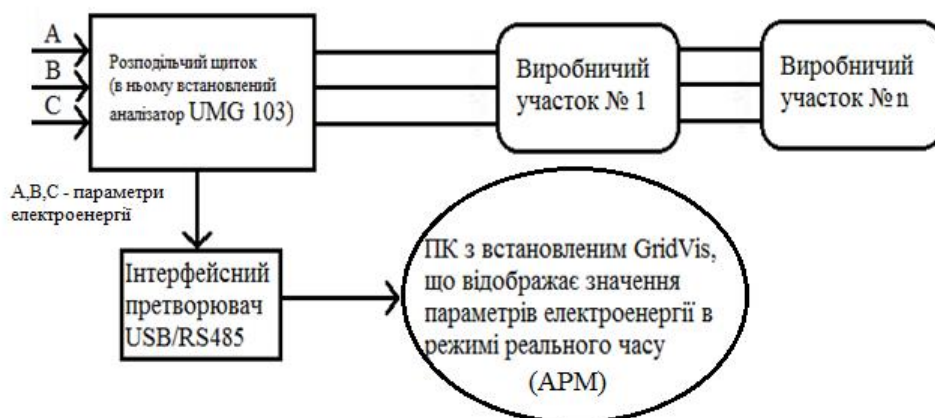 A
B
C
Розподільчий щиток
(в ньому встановлений
аналізатор UMG 103)
Виробничий
участок № 1
Виробничий
участок № n
A,B,C - параметри
електроенергії
Інтерфейсний
претворювач
USB/RS485
ПК з встановленим GridVis,
що відображає значення
параметрів електроенергії в
режимі реального часу
(АРМ)